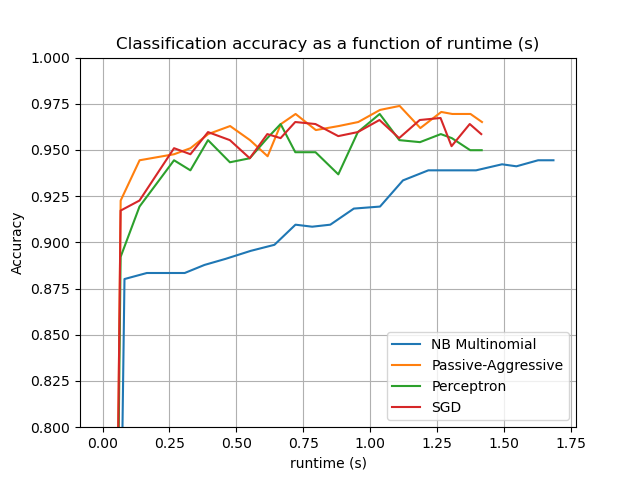 Classification accuracy as a function of runtime (s)
1.000
0.975
0.950
0.925
0.900
0.875
0.850
0.825
0.800
Accuracy
NB Multinomial
Passive-Aggressive
Perceptron
SGD
0.00 0.25 0.50 0.75 1.00 1.25 1.50 1.75
runtime (s)